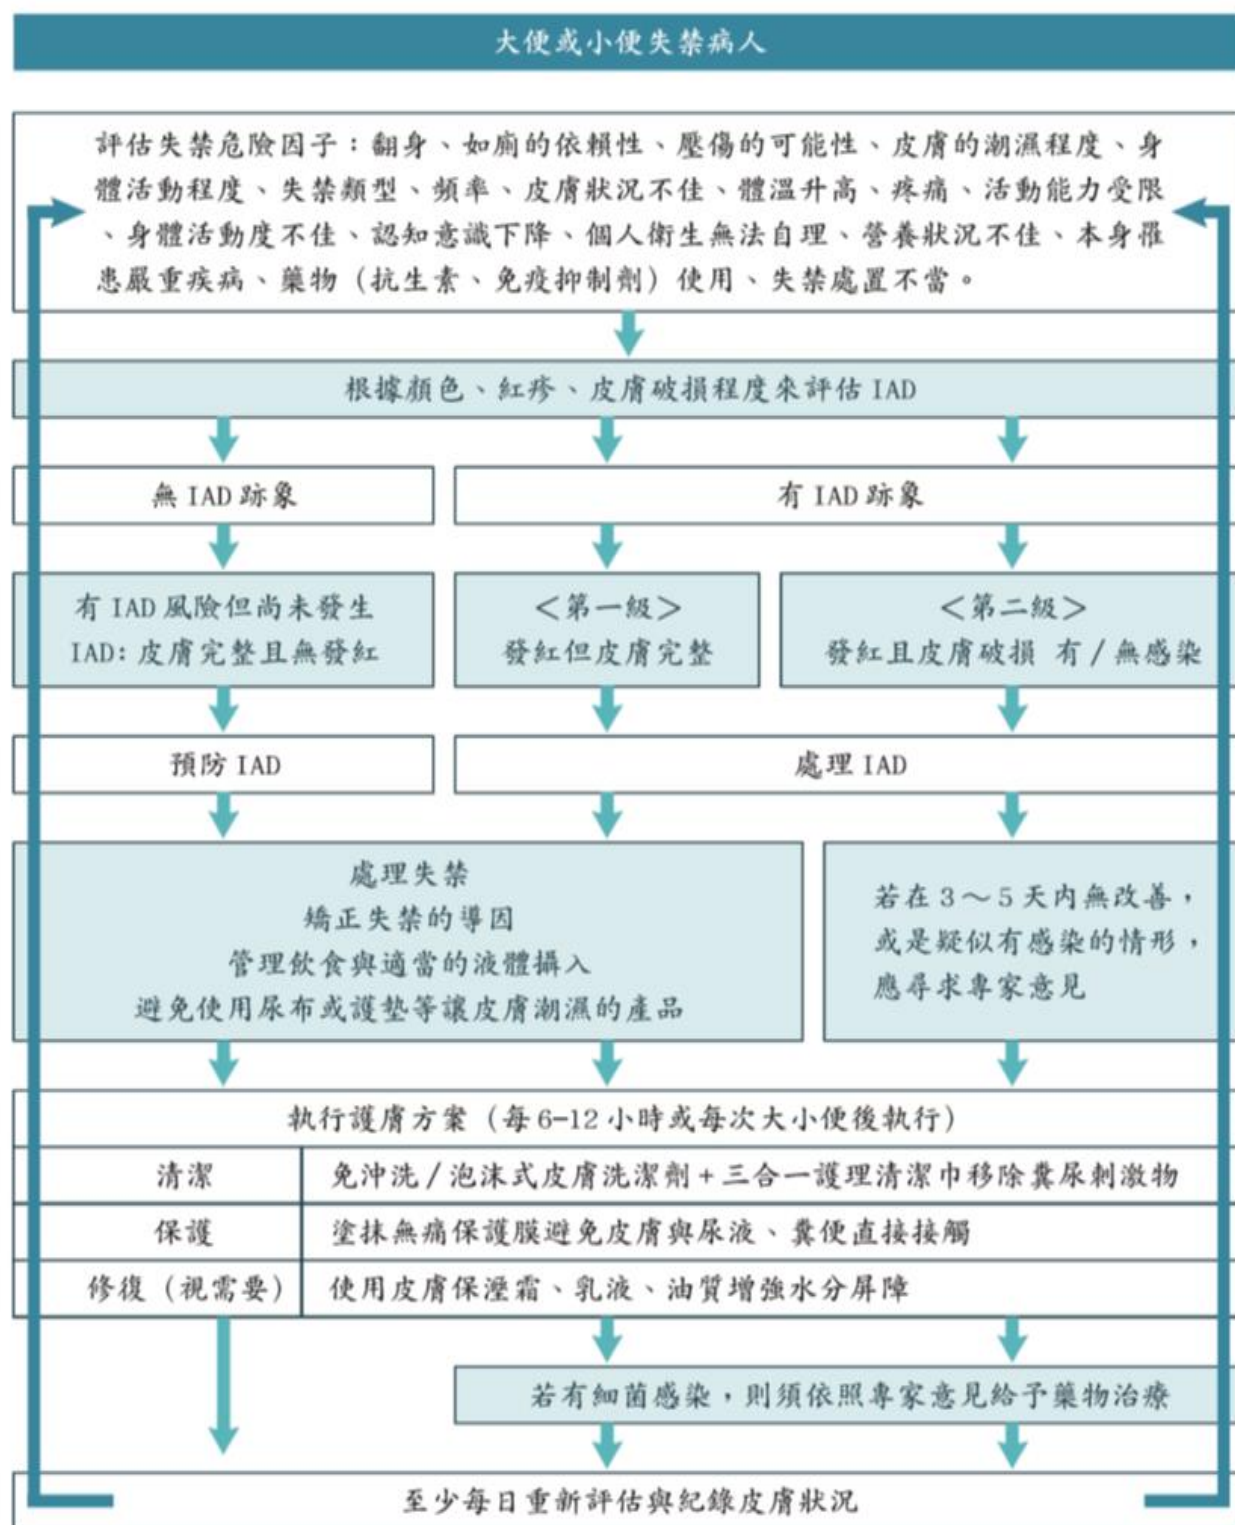 大便或小便失禁病人
評估失禁危險因子：翻身、如廁的依賴性、壓傷的可能性、皮膚的潮濕程度、身
體活動程度、失禁類型、頻率、皮膚狀況不佳、體溫升高、疼痛、活動能力受限
、身體活動度不佳、認知意識下降、個人衛生無法自理、營養狀況不佳、本身罹
患嚴重疾病、藥物（抗生素、免疫抑制劑）使用、失禁處置不當。
根據顏色、紅疹、皮膚破損程度來評估 IAD
無 IAD 跡象
有 IAD 跡象
有 IAD 風險但尚未發生
IAD：皮膚完整且無發紅
＜第一級＞
發紅但皮膚完整
＜第二級＞
發紅且皮膚破損 有／無感染
預防 IAD
處理 IAD
處理失禁
矯正失禁的導因
管理飲食與適當的液體攝入
避免使用尿布或護墊等讓皮膚潮濕的產品
若在 3～5 天內無改善，
或是疑似有感染的情形，
應尋求專家意見
執行護膚方案（每 6-12 小時或每次大小便後執行）
清潔
免沖洗／泡沫式皮膚洗潔劑＋三合一護理清潔巾移除糞尿刺激物
保護
塗抹無痛保護膜避免皮膚與尿液、糞便直接接觸
修復（視需要）
使用皮膚保溼霜、乳液、油質增強水分屏障
若有細菌感染，則須依照專家意見給予藥物治療
至少每日重新評估與紀錄皮膚狀況